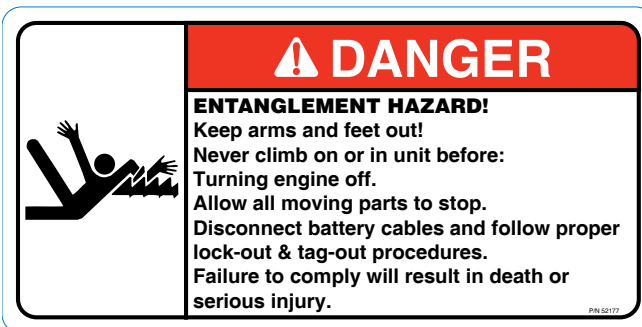 DANGER
ENTANGLEMENT HAZARD!
Keep arms and feet out!
Never climb on or in unit before:
Turning engine off.
Allow all moving parts to stop.
Disconnect battery cables and follow proper
lock-out & tag-out procedures.
Failure to comply will result in death or
serious injury.
P/N 52177